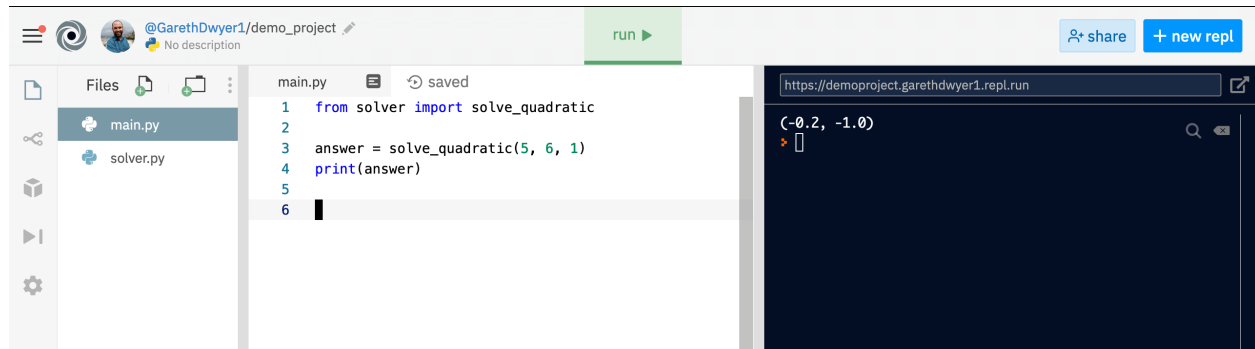 @GarethDwyer1/demo_project
No description
run
share
+ new repl
Files
main.py
solver.py
main.py
saved
1 from solver import solve_quadratic
2
3 answer = solve_quadratic(5, 6, 1)
4 print(answer)
5
6
https://demoproject.garethdwyer1.repl.run
(-0.2, -1.0)